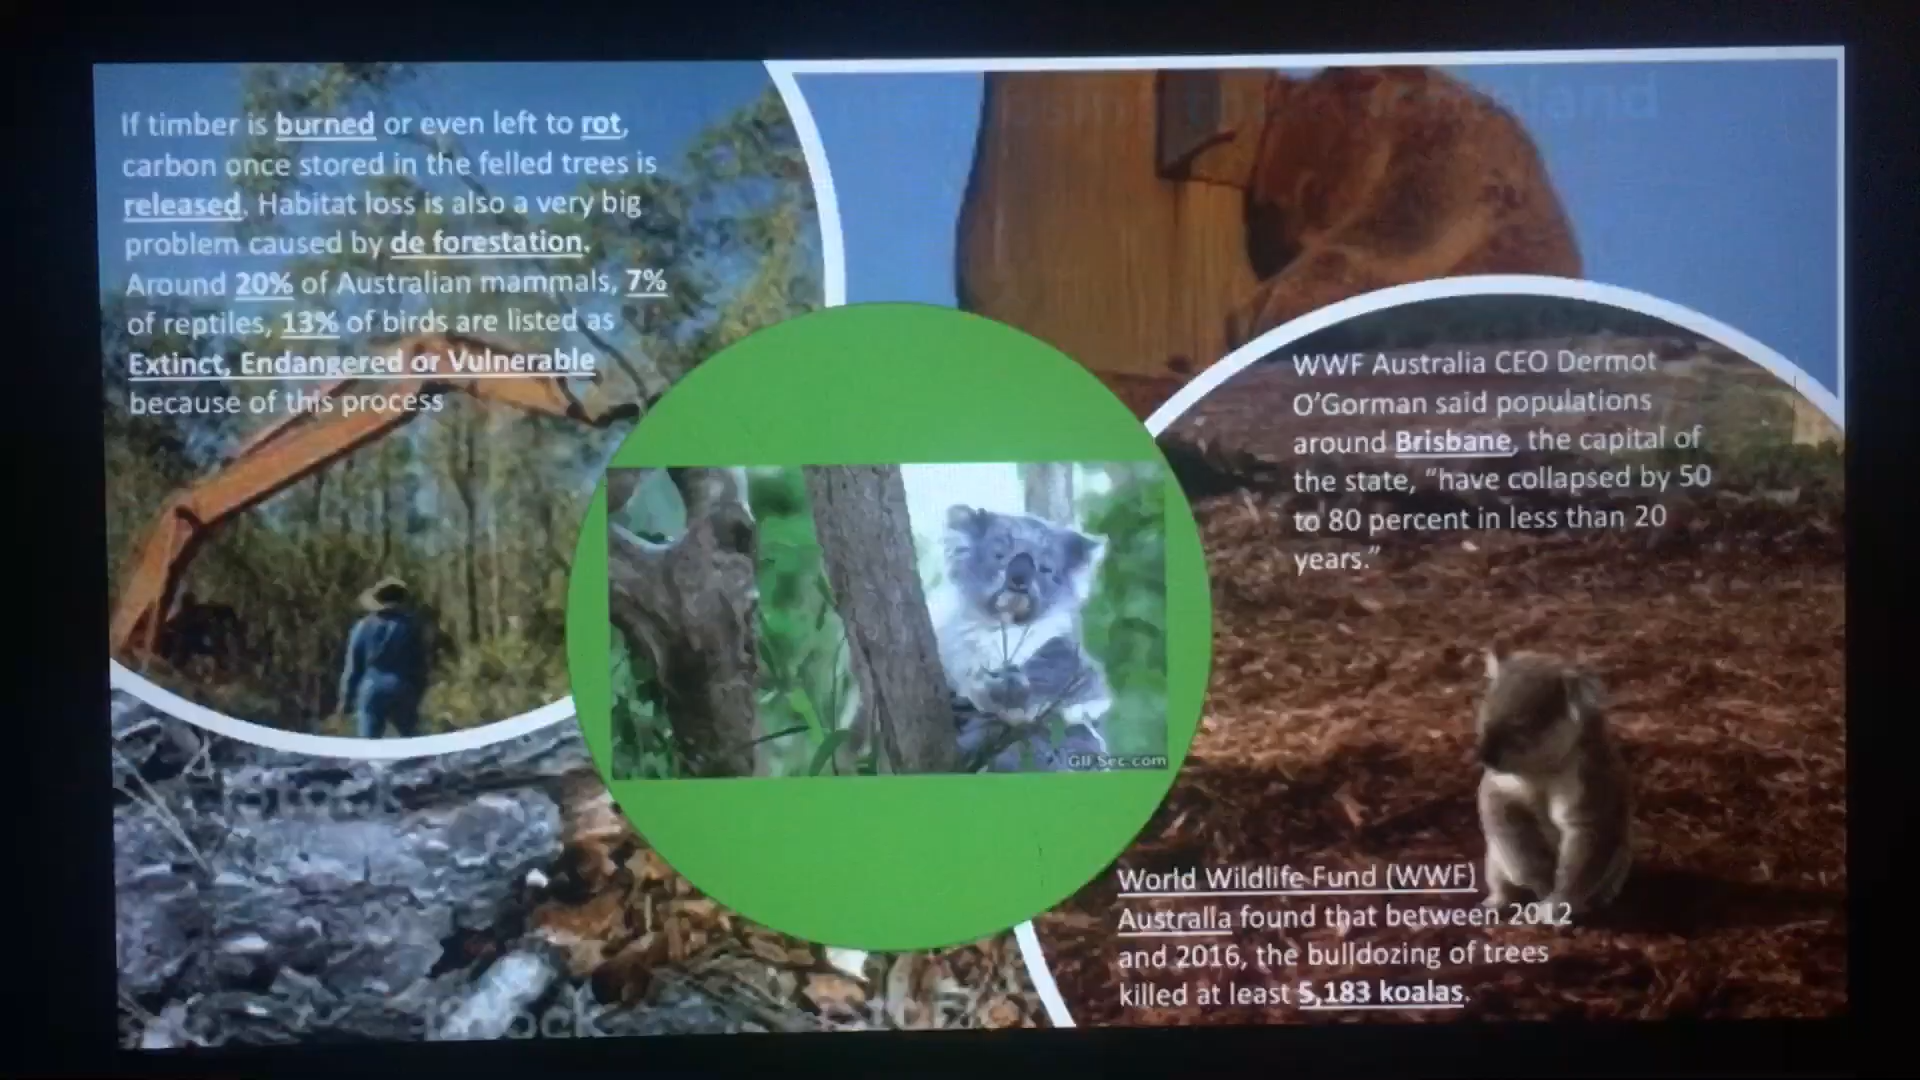 If timber is burned or even left to rot,
carbon once stored in the felled trees is
released. Habitat loss is also a very big
problem caused by de forestation.
Around 20% of Australian mammals, 7%
of reptiles, 13% of birds are listed as
Extinct, Endangered or Vulnerable
because of this process
WWF Australia CEO Dermot
O’Gorman said populations
around Brisbane, the capital of
the state, “have collapsed by 50
to 80 percent in less than 20
years.”
GIFSec.com
World Wildlife Fund (WWF)
Australia found that between 2012
and 2016, the bulldozing of trees
killed at least 5,183 koalas.